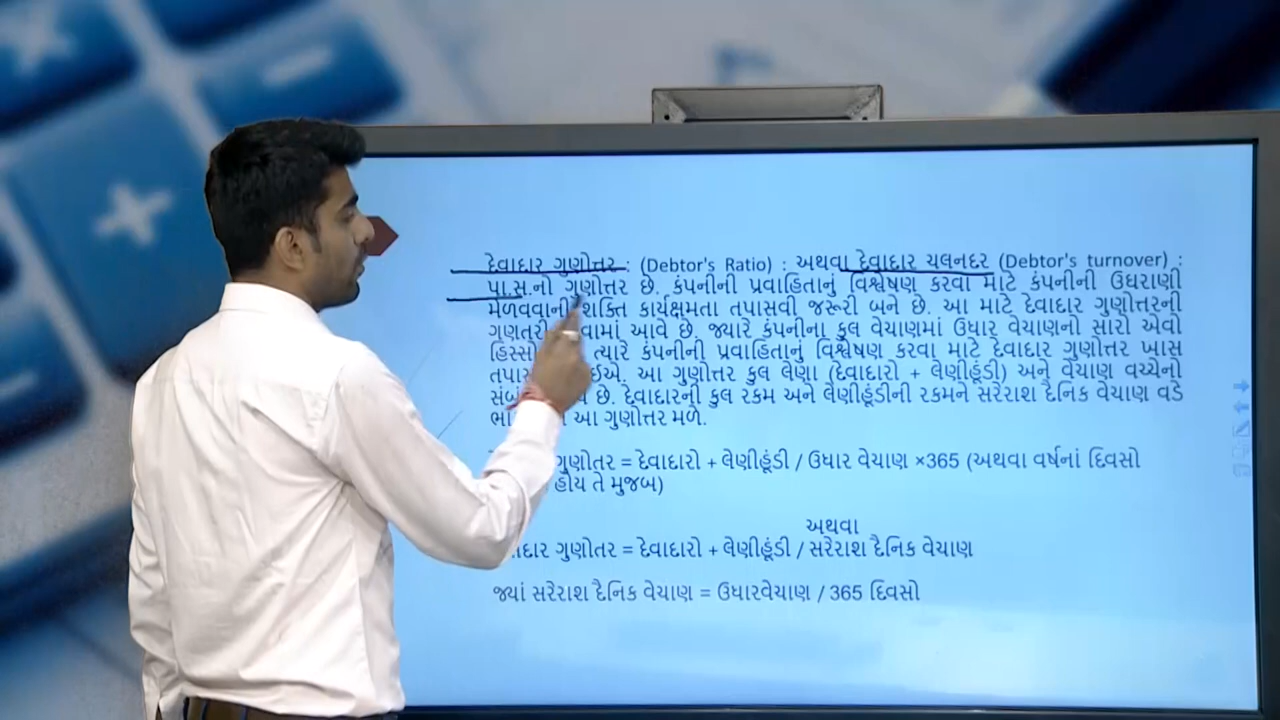 દેવાદાર ગુણોત્તર : (Debtor's Ratio) : અથવા દેવાદાર ચલનદર (Debtor's turnover) :
પા.સ.નો ગુણોત્તર છે. કંપનીની પ્રવાહિતાનું વિશ્લેષણ કરવા માટે કંપનીની ઉઘરાણી
મેળવવાની શક્તિ કાર્યક્ષમતા તપાસવી જરૂરી બને છે. આ માટે દેવાદાર ગુણોત્તરની
આવે છે. જ્યારે કંપનીના કુલ વેચાણમાં ઉધાર વેચાણનો સારો એવો
ત્યારે કંપનીની પ્રવાહિતાનું વિશ્લેષણ કરવા માટે દેવાદાર ગુણોત્તર ખાસ
આ ગુણોત્તર કુલ લેણા (દેવાદારો + લેણીહૂંડી) અને વેચાણ વચ્ચેનો
છે. દેવાદારની કુલ રકમ અને લેણીહૂંડીની રકમને સરેરાશ દૈનિક વેચાણ વડે
આ ગુણોત્તર મળે.
ગુણોતર = દેવાદારો + લેણીહૂંડી / ઉધાર વેચાણ ×365 (અથવા વર્ષનાં દિવસો
હોય તે મુજબ)
અથવા
ગુણોતર = દેવાદારો + લેણીહૂંડી / સરેરાશ દૈનિક વેચાણ
જ્યાં સરેરાશ દૈનિક વેચાણ = ઉધારવેચાણ / 365 દિવસો